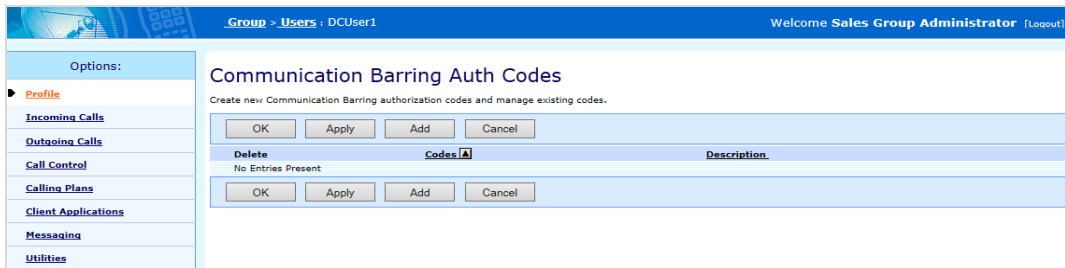 Group > Users : DCUser1 Welcome Sales Group Administrator [Logout]
Options:
Profile
Incoming Calls
Outgoing Calls
Call Control
Calling Plans
Client Applications
Messaging
Utilities
Communication Barring Auth Codes
Create new Communication Barring authorization codes and manage existing codes.
OK Apply Add Cancel
Delete Codes Description
No Entries Present
OK Apply Add Cancel